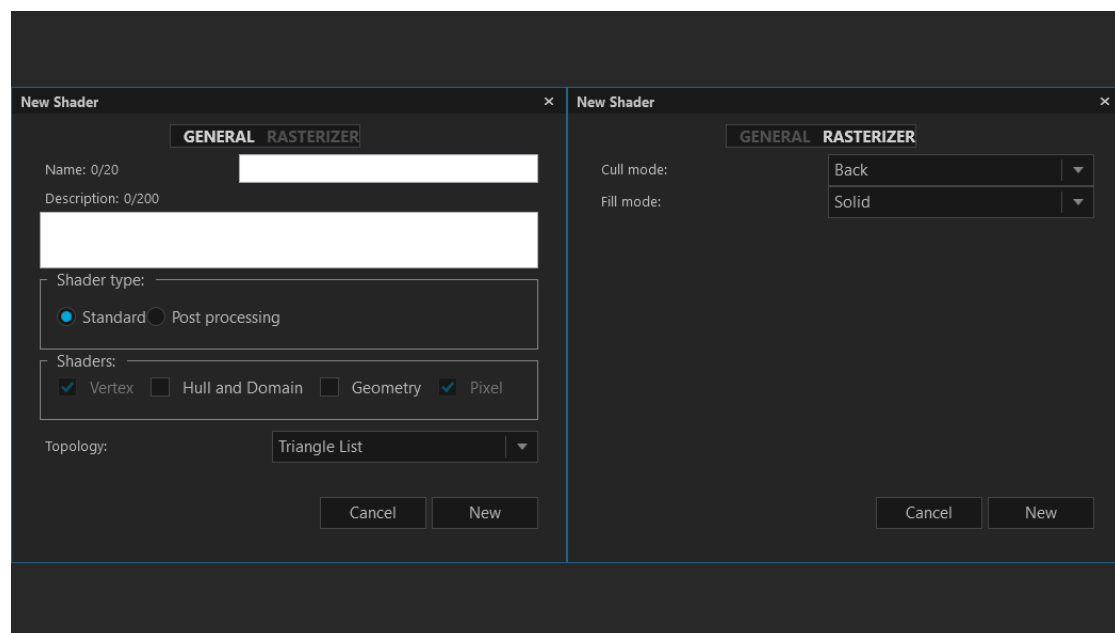 New Shader
GENERAL RASTERIZER
Name: 0/20
Description: 0/200
Shader type:
Standard Post processing
Shaders:
Vertex Hull and Domain Geometry Pixel
Topology: Triangle List
Cancel New
New Shader
GENERAL RASTERIZER
Cull mode: Back
Fill mode: Solid
Cancel New